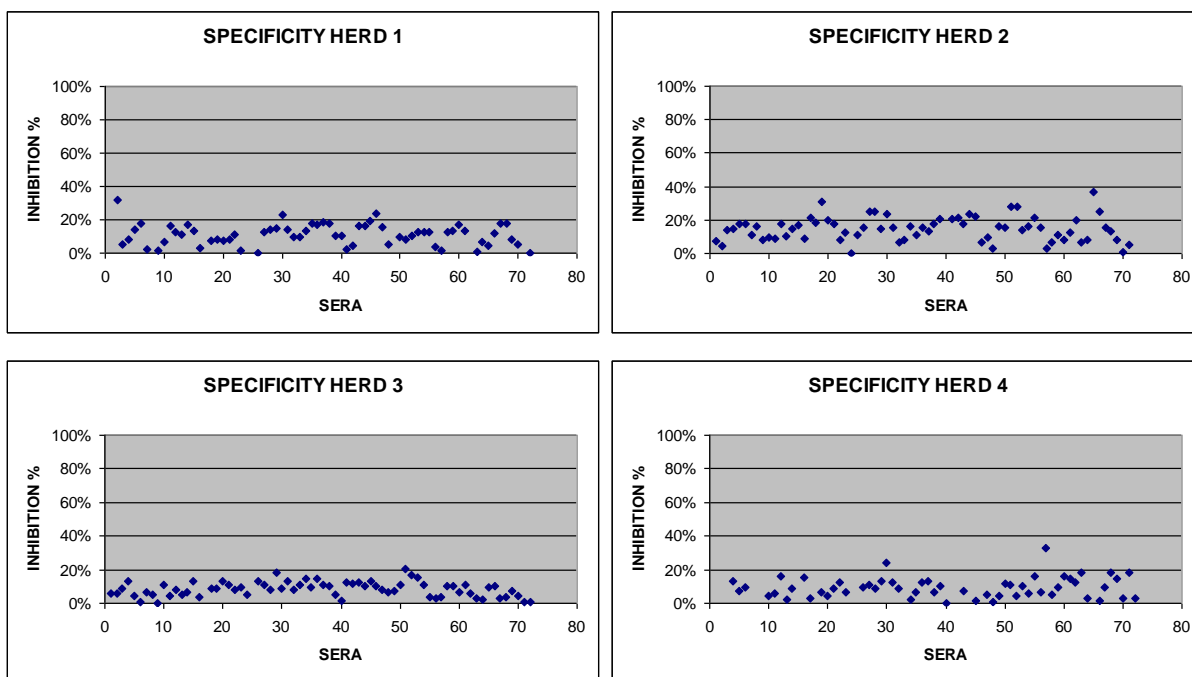 SPECIFICITY HERD 1
100%
80%
60%
40%
20%
0%
0 10 20 30 40 50 60 70 80
SERA
INHIBITION %
SPECIFICITY HERD 2
100%
80%
60%
40%
20%
0%
0 10 20 30 40 50 60 70 80
SERA
INHIBITION %
SPECIFICITY HERD 3
100%
80%
60%
40%
20%
0%
0 10 20 30 40 50 60 70 80
SERA
INHIBITION %
SPECIFICITY HERD 4
100%
80%
60%
40%
20%
0%
0 10 20 30 40 50 60 70 80
SERA
INHIBITION %